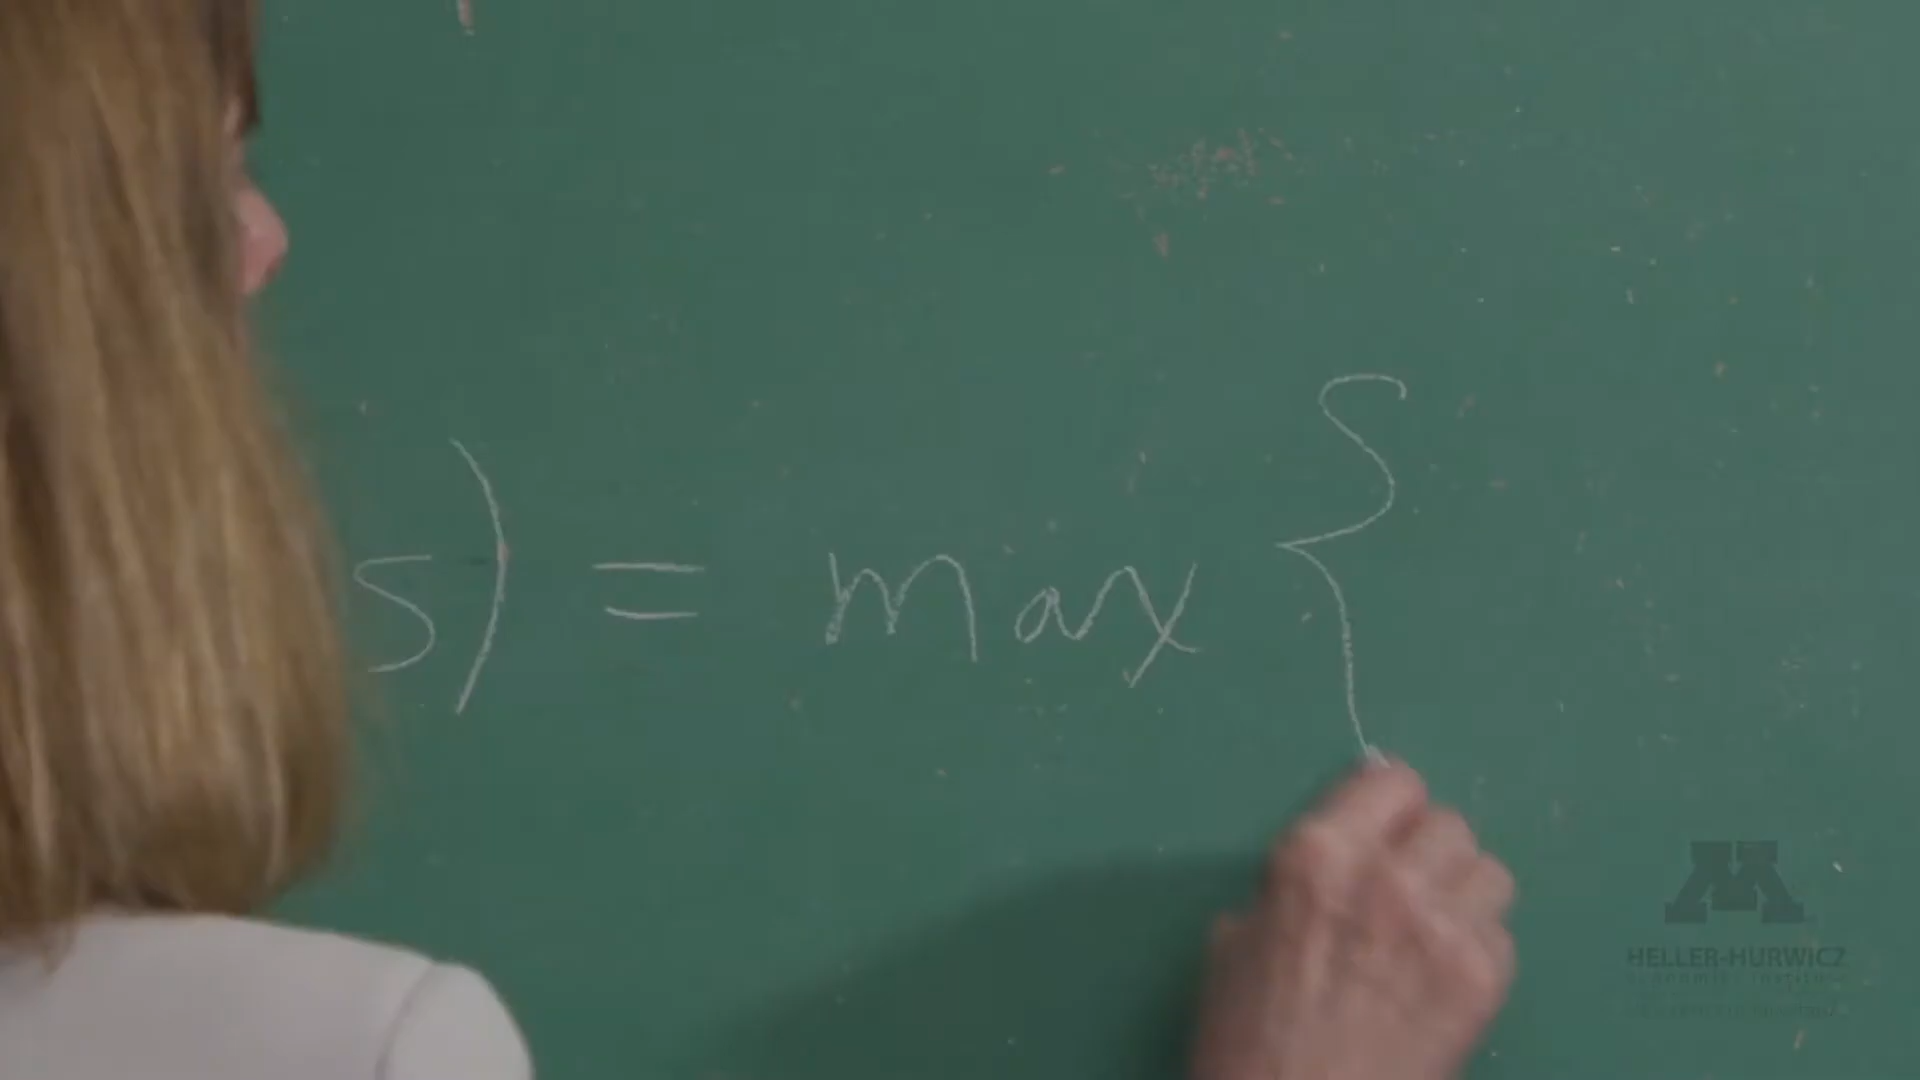 s) = max {
M
HELLER-HURWICZ